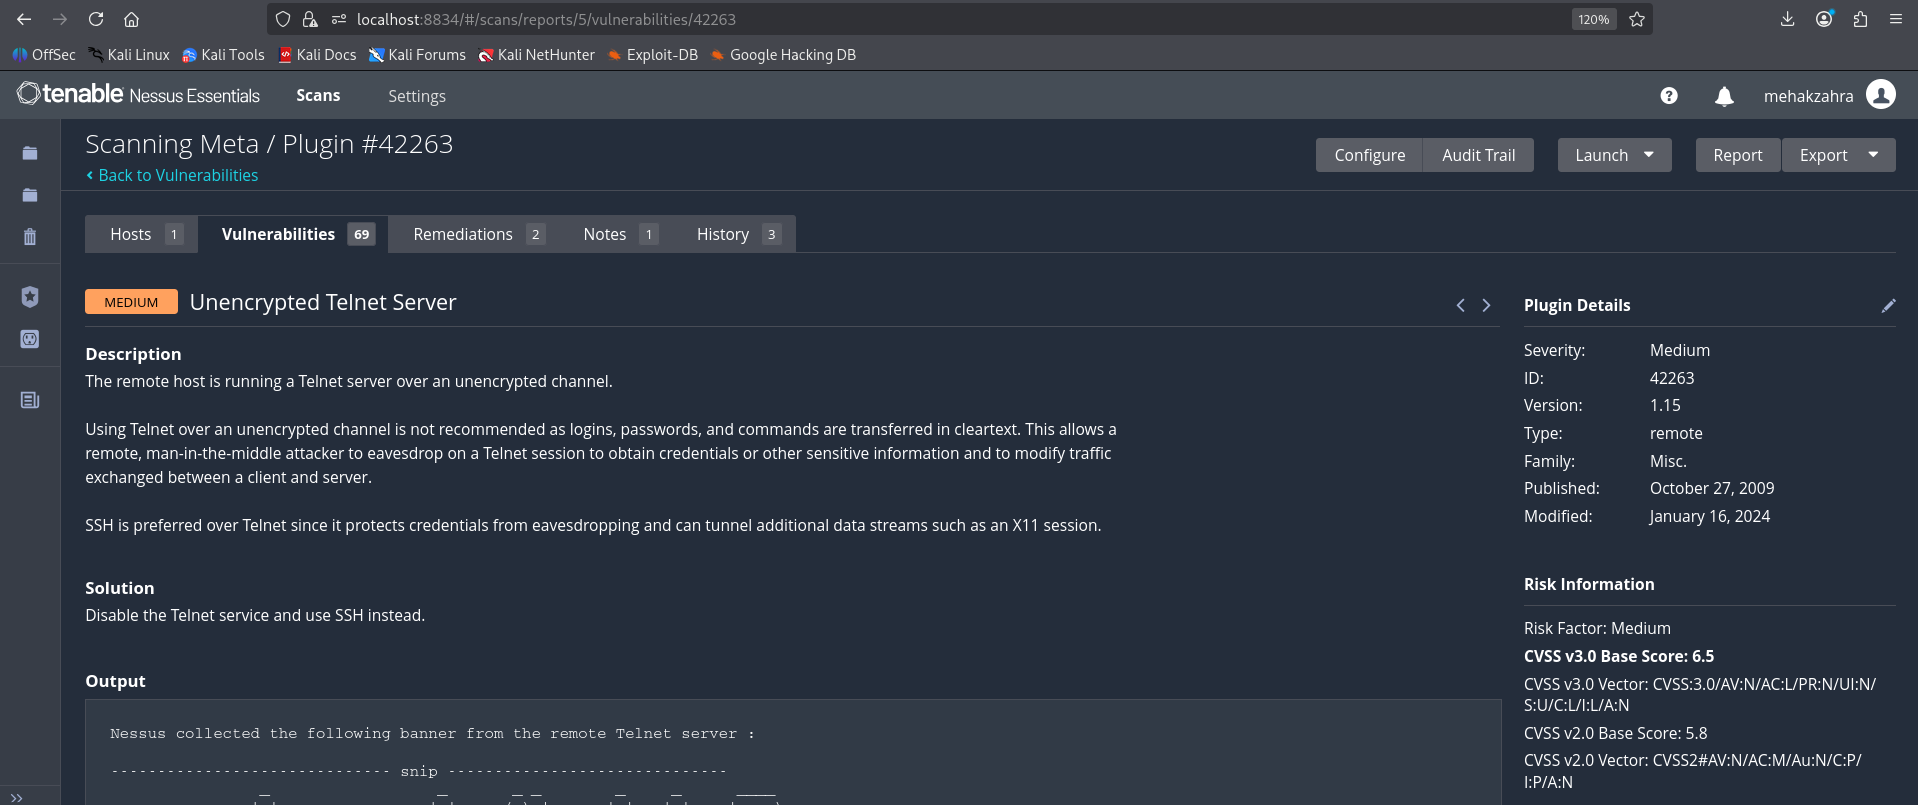 localhost:8834/#/scans/reports/5/vulnerabilities/42263
120%
OffSec Kali Linux Kali Tools Kali Docs Kali Forums Kali NetHunter Exploit-DB Google Hacking DB
tenable Nessus Essentials Scans Settings mehakzahra
Scanning Meta / Plugin #42263
Back to Vulnerabilities
Configure Audit Trail Launch Report Export
Hosts 1 Vulnerabilities 69 Remediations 2 Notes 1 History 3
MEDIUM Unencrypted Telnet Server
Description
The remote host is running a Telnet server over an unencrypted channel.
Using Telnet over an unencrypted channel is not recommended as logins, passwords, and commands are transferred in cleartext. This allows a
remote, man-in-the-middle attacker to eavesdrop on a Telnet session to obtain credentials or other sensitive information and to modify traffic
exchanged between a client and server.
SSH is preferred over Telnet since it protects credentials from eavesdropping and can tunnel additional data streams such as an X11 session.
Solution
Disable the Telnet service and use SSH instead.
Output
Nessus collected the following banner from the remote Telnet server :
------------------------------ snip ------------------------------
Plugin Details
Severity: Medium
ID: 42263
Version: 1.15
Type: remote
Family: Misc.
Published: October 27, 2009
Modified: January 16, 2024
Risk Information
Risk Factor: Medium
CVSS v3.0 Base Score: 6.5
CVSS v3.0 Vector: CVSS:3.0/AV:N/AC:L/PR:N/UI:N/
S:U/C:L/I:L/A:N
CVSS v2.0 Base Score: 5.8
CVSS v2.0 Vector: CVSS2#AV:N/AC:M/Au:N/C:P/
I:P/A:N